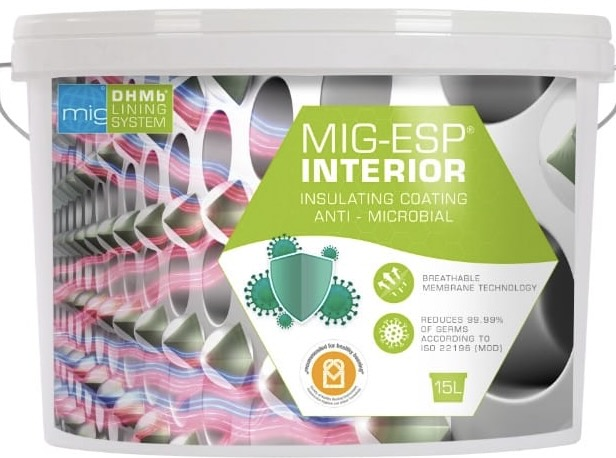 mig
DHMb®
LINING
SYSTEM
MIG-ESP®
INTERIOR
INSULATING COATING
ANTI - MICROBIAL
BREATHABLE
MEMBRANE TECHNOLOGY
REDUCES 99.99%
OF GERMS
ACCORDING TO
ISO 22196 (MOD)
15L